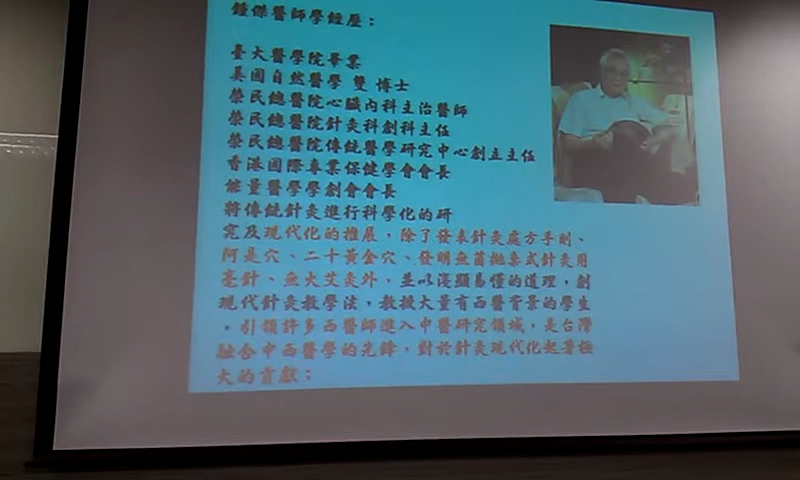 鍾傑醫師學經歷：
臺大醫學院畢業
美國自然醫學 雙 博士
榮民總醫院心臟內科主治醫師
榮民總醫院針灸科創科主任
榮民總醫院傳統醫學研究中心創立主任
香港國際專業保健學會會長
能量醫學學創會會長
將傳統針灸進行科學化的研
究及現代化的推展，除了發表針灸處方手則、
阿是穴、二十黃金穴、發明無菌拋棄式針灸用
毫針、無火艾灸外，並以淺顯易懂的道理，創
現代針灸教學法，教授大量有西醫背景的學生
，引領許多西醫師進入中醫研究領域，是台灣
融合中西醫學的先鋒，對於針灸現代化起著極
大的貢獻：